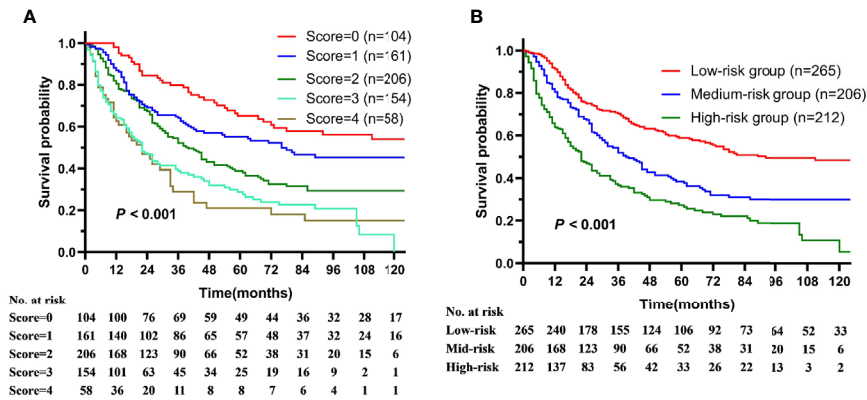 A
Survival probability
1.0
0.8
0.6
0.4
0.2
0.0
Score=0 (n=104)
Score=1 (n=161)
Score=2 (n=206)
Score=3 (n=154)
Score=4 (n=58)
P < 0.001
0 12 24 36 48 60 72 84 96 108 120
Time(months)
No. at risk
Score=0 104 100 76 69 59 49 44 36 32 28 17
Score=1 161 140 102 86 65 57 48 37 32 24 16
Score=2 206 168 123 90 66 52 38 31 20 15 6
Score=3 154 101 63 45 34 25 19 16 9 2 1
Score=4 58 36 20 11 8 8 7 6 4 1 1
B
Survival probability
1.0
0.8
0.6
0.4
0.2
0.0
Low-risk group (n=265)
Medium-risk group (n=206)
High-risk group (n=212)
P < 0.001
0 12 24 36 48 60 72 84 96 108 120
Time(months)
No. at risk
Low-risk 265 240 178 155 124 106 92 73 64 52 33
Mid-risk 206 168 123 90 66 52 38 31 20 15 6
High-risk 212 137 83 56 42 33 26 22 13 3 2